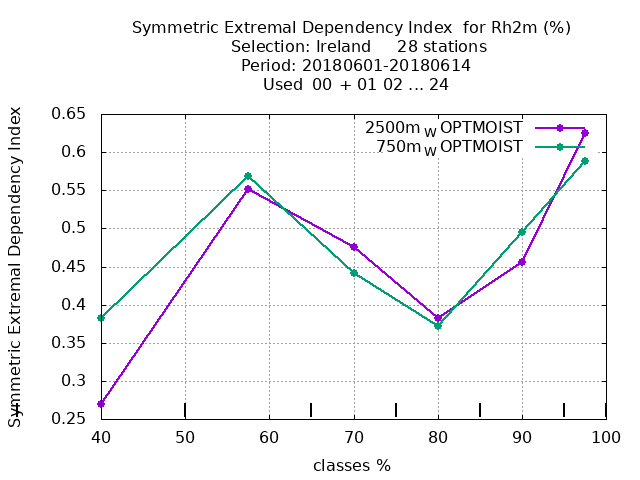 Symmetric Extremal Dependency Index for Rh2m (%)
Selection: Ireland 28 stations
Period: 20180601-20180614
Used 00 + 01 02 ... 24
Symmetric Extremal Dependency Index
0.65
0.6
0.55
0.5
0.45
0.4
0.35
0.3
0.25
2500m W OPTMOIST
750m W OPTMOIST
40 50 60 70 80 90 100
classes %